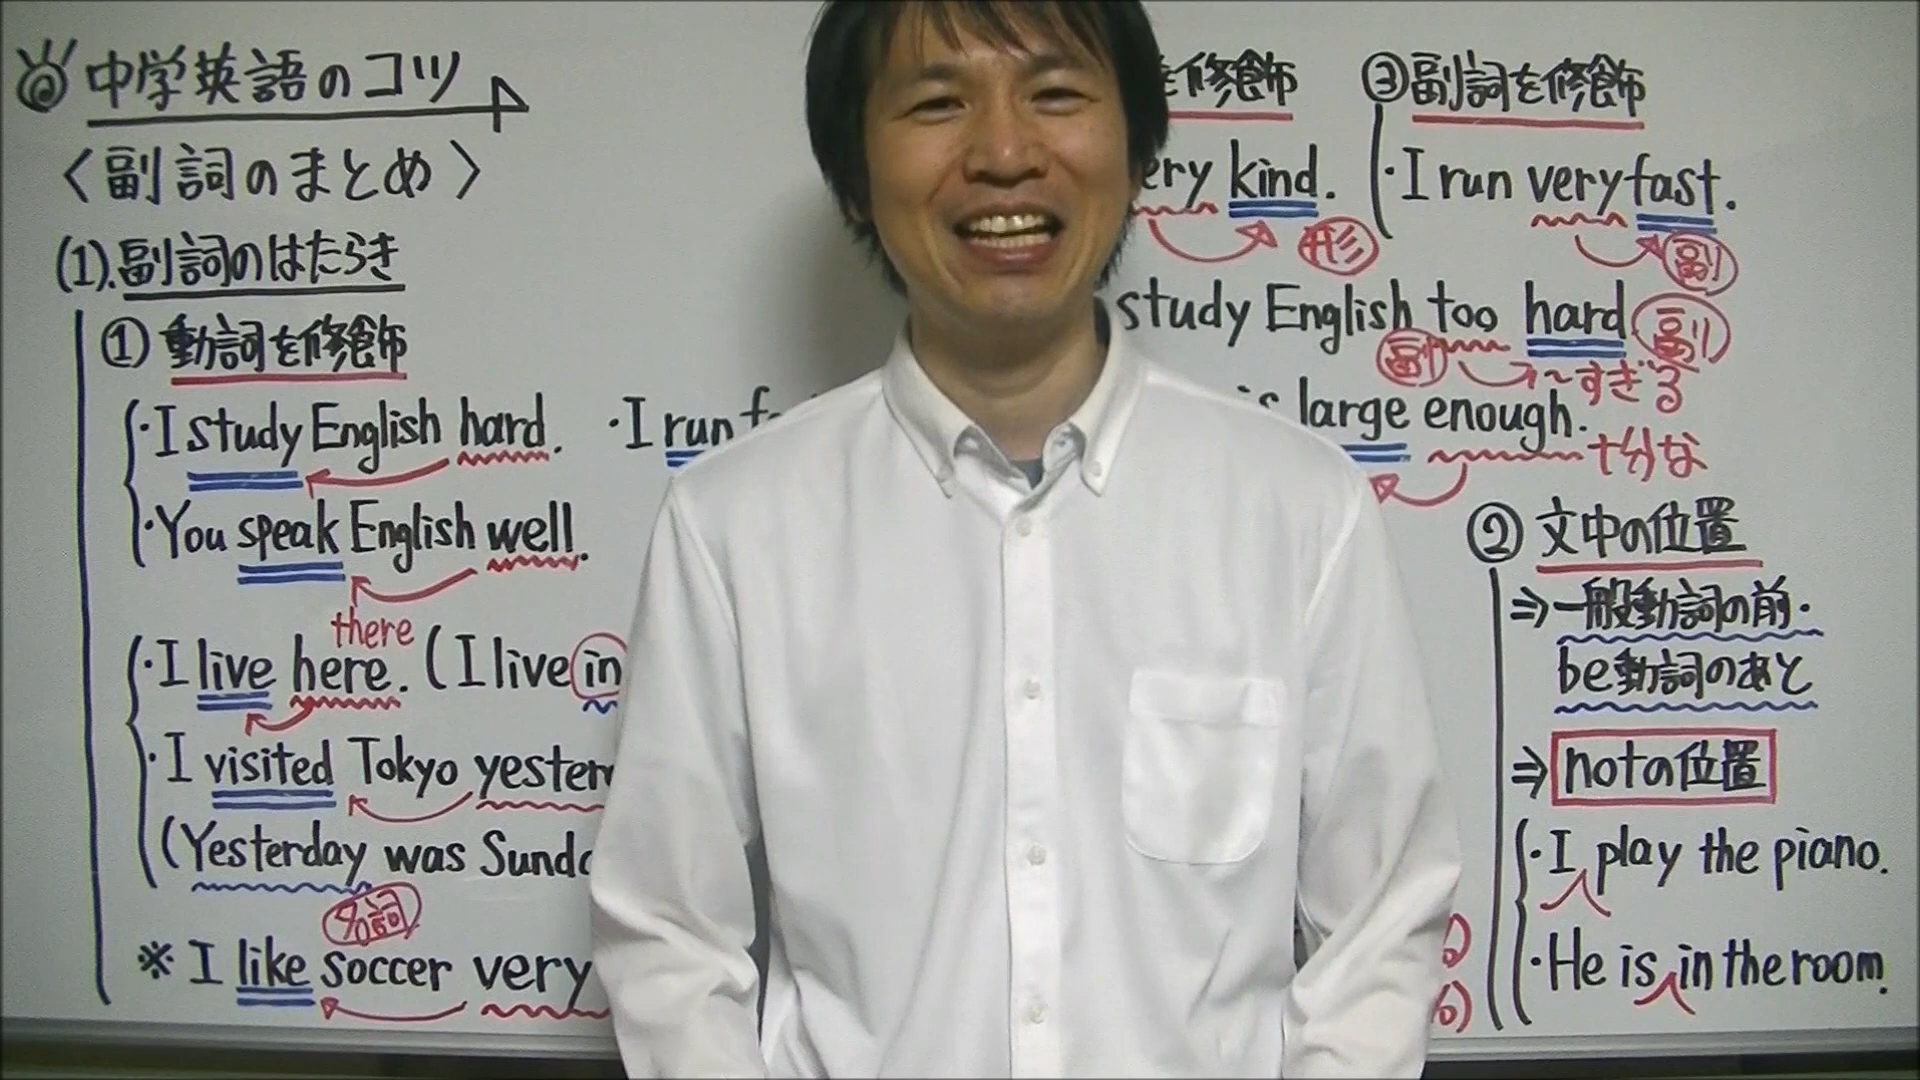 中学英語のコツ
〈副詞のまとめ〉
(1).副詞のはたらき
① 動詞を修飾
・I study English hard. ・I run
・You speak English well.
there
・I live here. (I live in
・I visited Tokyo
(Yesterday was
名詞
※ I like soccer very
を修飾
kind.
形
study English too hard
副 副
〜すぎる
large enough.
十分な
③副詞を修飾
・I run very fast.
副
② 文中の位置
⇒一般動詞の前・
be動詞のあと
⇒notの位置
・I play the piano.
・He is in the room.